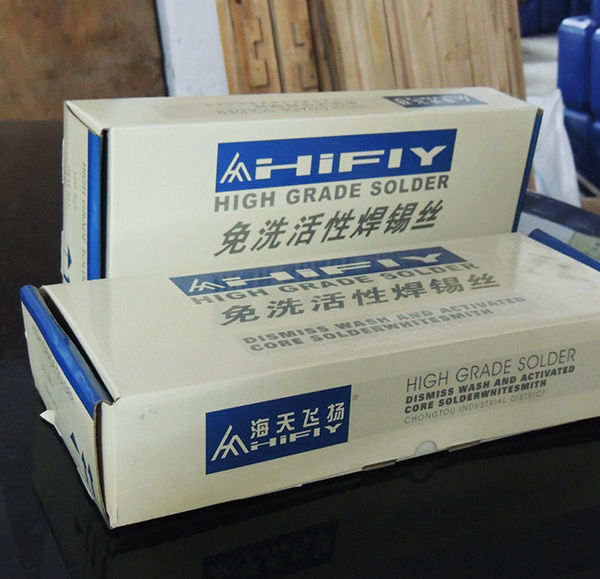 HIFIY
HIGH GRADE SOLDER
免洗活性焊锡丝
HIFIY
HIGH GRADE SOLDER
免洗活性焊锡丝
DISMISS WASH AND ACTIVATED
CORE SOLDERWHITESMITH
海天飞扬
HIFIY
HIGH GRADE SOLDER
DISMISS WASH AND ACTIVATED
CORE SOLDERWHITESMITH
CHONGTOU INDUSTRIAL DISTRICT